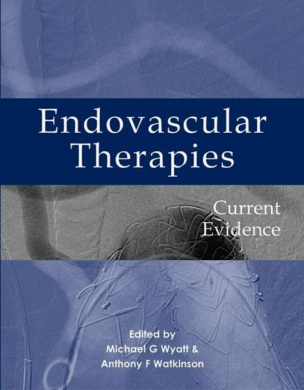 Endovascular
Therapies
Current
Evidence
Edited by
Michael G Wyatt &
Anthony F Watkinson